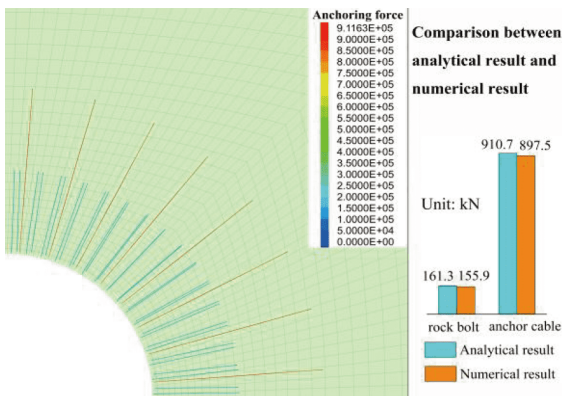 Anchoring force
9.1163E+05
9.0000E+05
8.5000E+05
8.0000E+05
7.5000E+05
7.0000E+05
6.5000E+05
6.0000E+05
5.5000E+05
5.0000E+05
4.5000E+05
4.0000E+05
3.5000E+05
3.0000E+05
2.5000E+05
2.0000E+05
1.5000E+05
1.0000E+05
5.0000E+04
0.0000E+00
Comparison between
analytical result and
numerical result
910.7 897.5
Unit: kN
161.3 155.9
rock bolt anchor cable
Analytical result
Numerical result